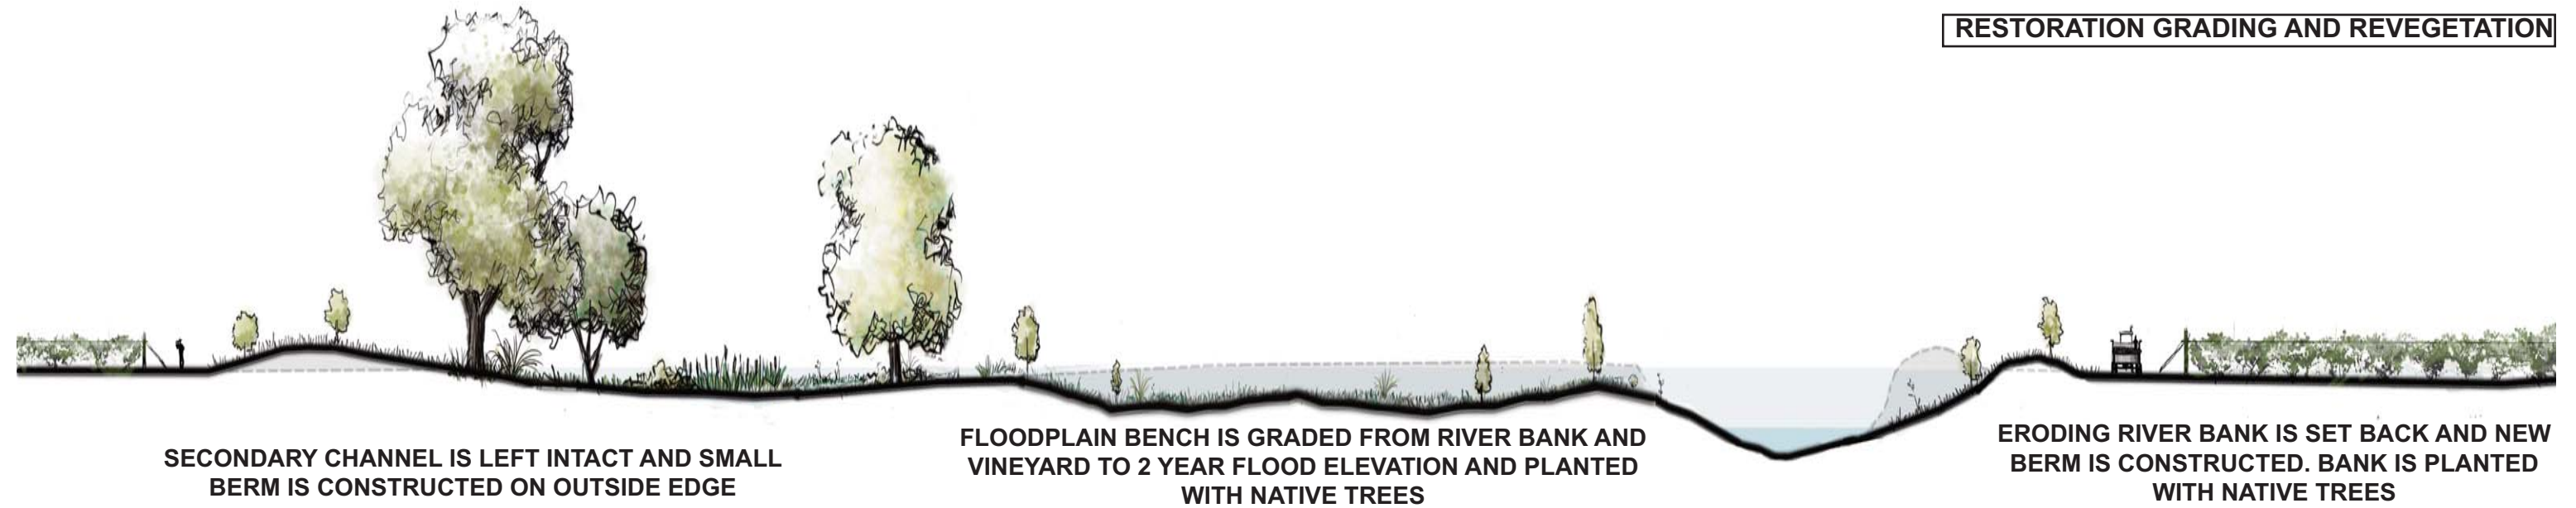 RESTORATION GRADING AND REVEGETATION
SECONDARY CHANNEL IS LEFT INTACT AND SMALL
BERM IS CONSTRUCTED ON OUTSIDE EDGE
FLOODPLAIN BENCH IS GRADED FROM RIVER BANK AND
VINEYARD TO 2 YEAR FLOOD ELEVATION AND PLANTED
WITH NATIVE TREES
ERODING RIVER BANK IS SET BACK AND NEW
BERM IS CONSTRUCTED. BANK IS PLANTED
WITH NATIVE TREES